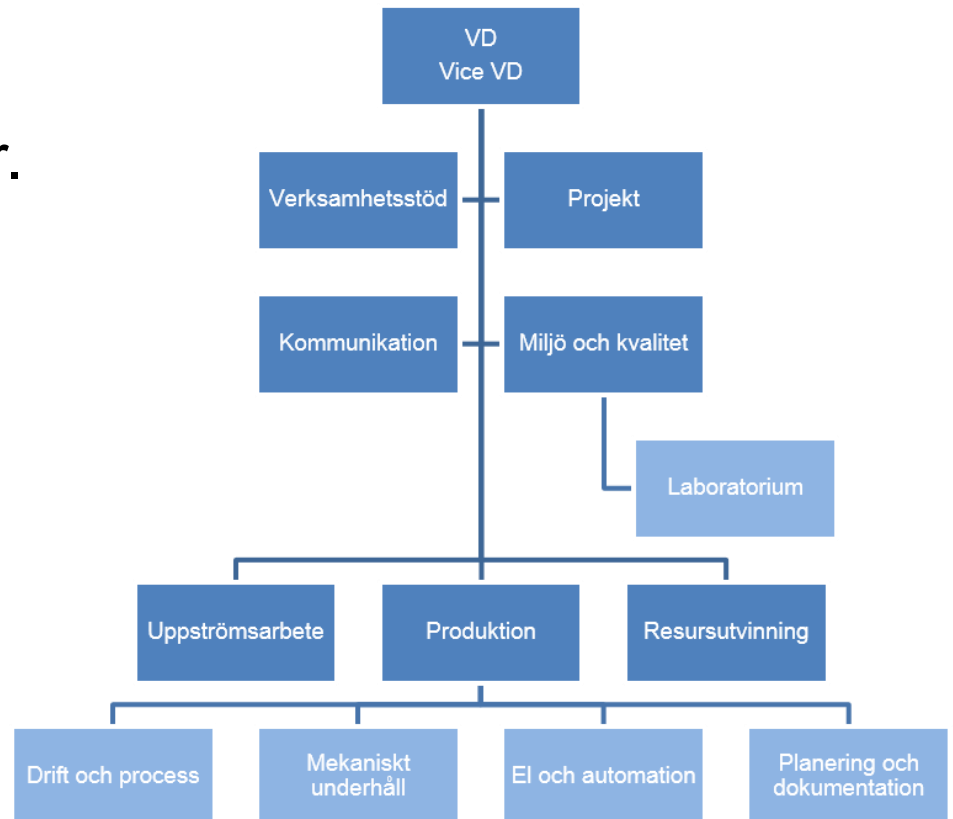 VD
Vice VD
r.
Verksamhetsstöd
Projekt
Kommunikation
Miljö och kvalitet
Laboratorium
Uppströmsarbete
Produktion
Resursutvinning
Drift och process
Mekaniskt
underhåll
El och automation
Planering och
dokumentation